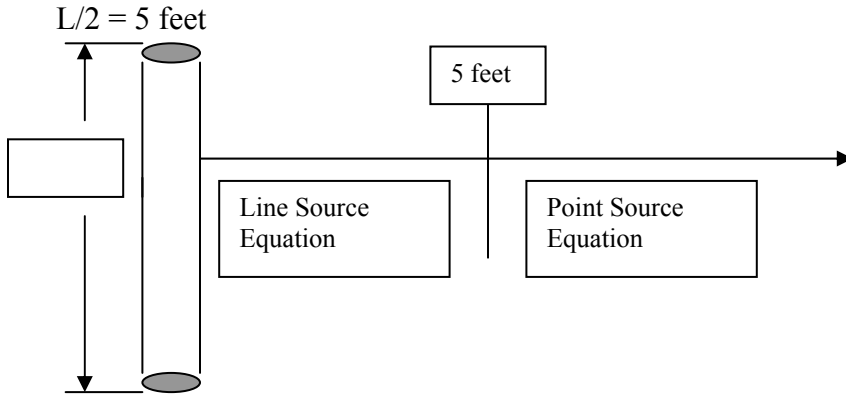 L/2 = 5 feet
5 feet
Line Source
Equation
Point Source
Equation